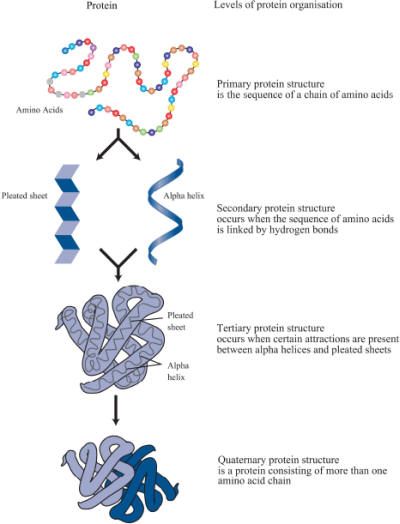 Protein
Levels of protein organisation
Primary protein structure
is the sequence of a chain of amino acids
Amino Acids
Pleated sheet
Alpha helix
Secondary protein structure
occurs when the sequence of amino acids
is linked by hydrogen bonds
Pleated
sheet
Tertiary protein structure
occurs when certain attractions are present
between alpha helices and pleated sheets
Alpha
helix
Quaternary protein structure
is a protein consisting of more than one
amino acid chain